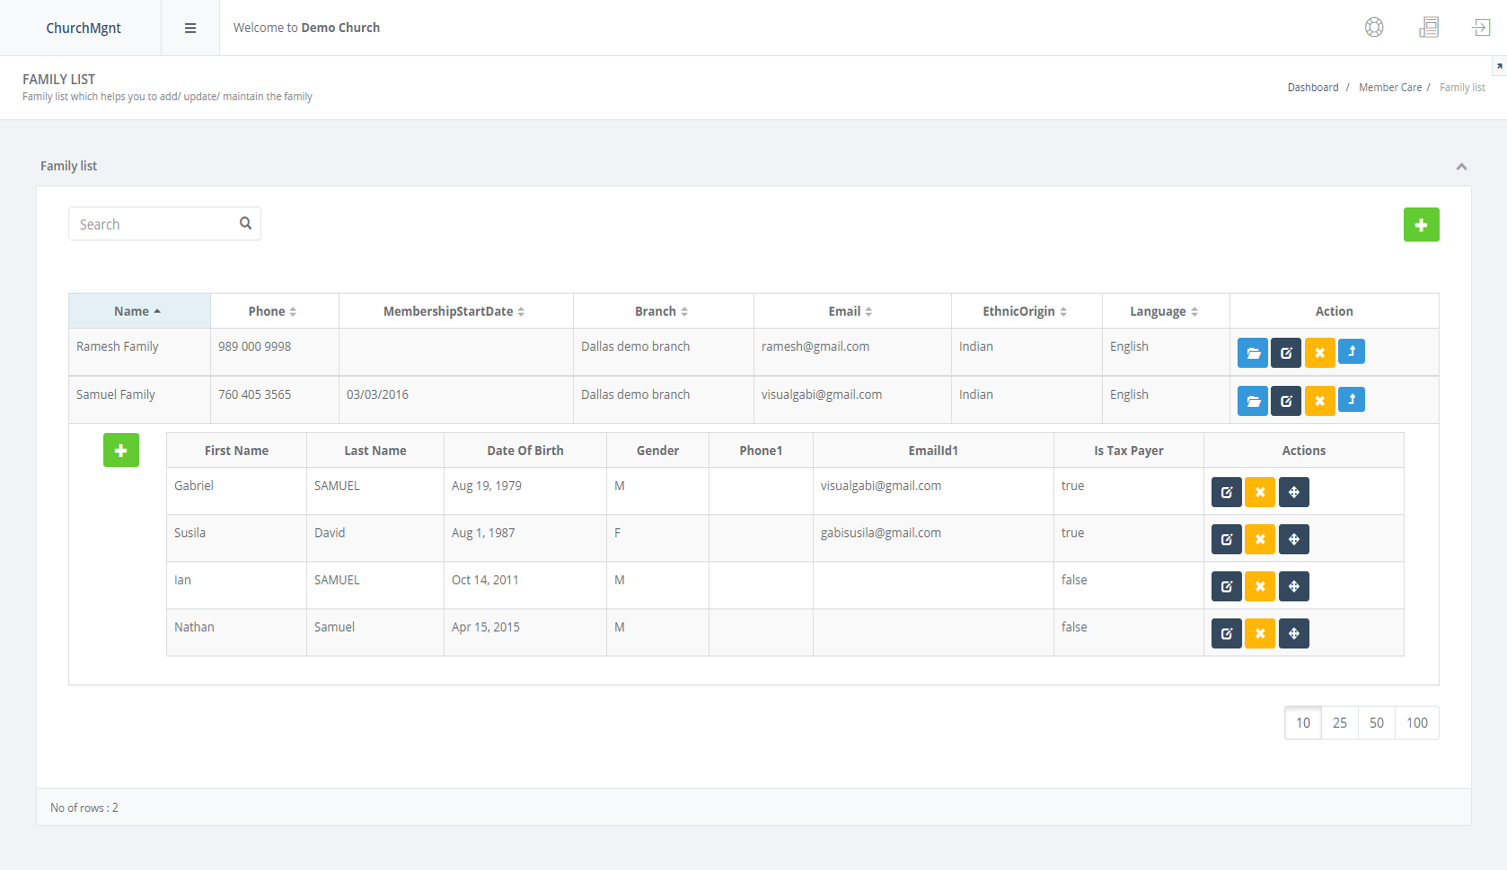 ChurchMgnt
Welcome to Demo Church
FAMILY LIST
Family list which helps you to add/ update/ maintain the family
Dashboard / Member Care / Family list
Family list
Search
Name Phone MembershipStartDate Branch Email EthnicOrigin Language Action
Ramesh Family 989 000 9998 Dallas demo branch ramesh@gmail.com Indian English
Samuel Family 760 405 3565 03/03/2016 Dallas demo branch visualgabi@gmail.com Indian English
First Name Last Name Date Of Birth Gender Phone1 EmailId1 Is Tax Payer Actions
Gabriel SAMUEL Aug 19, 1979 M visualgabi@gmail.com true
Susila David Aug 1, 1987 F gabisusila@gmail.com true
Ian SAMUEL Oct 14, 2011 M false
Nathan Samuel Apr 15, 2015 M false
10 25 50 100
No of rows : 2